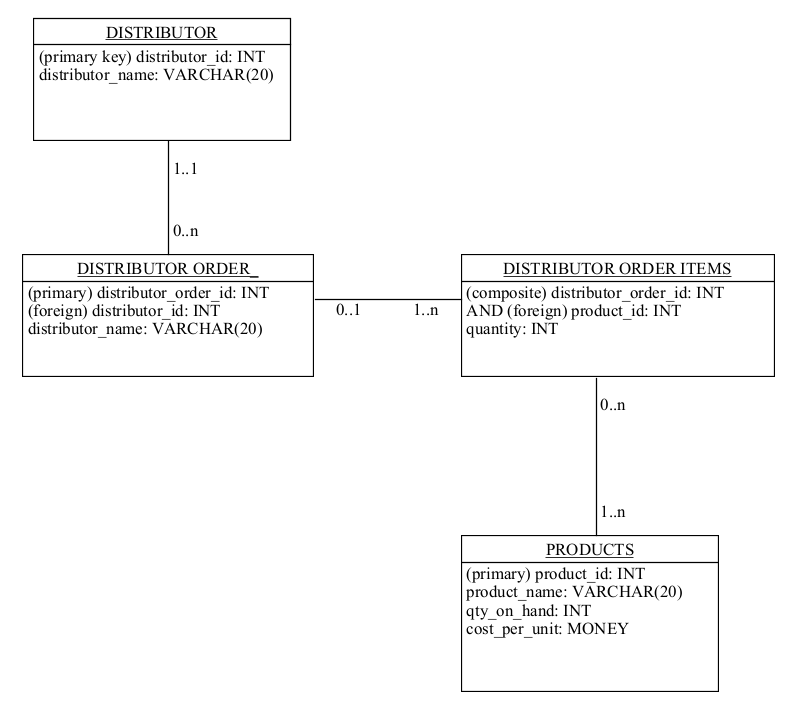 DISTRIBUTOR
(primary key) distributor_id: INT
distributor_name: VARCHAR(20)
1..1
0..n
DISTRIBUTOR ORDER_
(primary) distributor_order_id: INT
(foreign) distributor_id: INT
distributor_name: VARCHAR(20)
0..1
1..n
DISTRIBUTOR ORDER ITEMS
(composite) distributor_order_id: INT
AND (foreign) product_id: INT
quantity: INT
0..n
1..n
PRODUCTS
(primary) product_id: INT
product_name: VARCHAR(20)
qty_on_hand: INT
cost_per_unit: MONEY